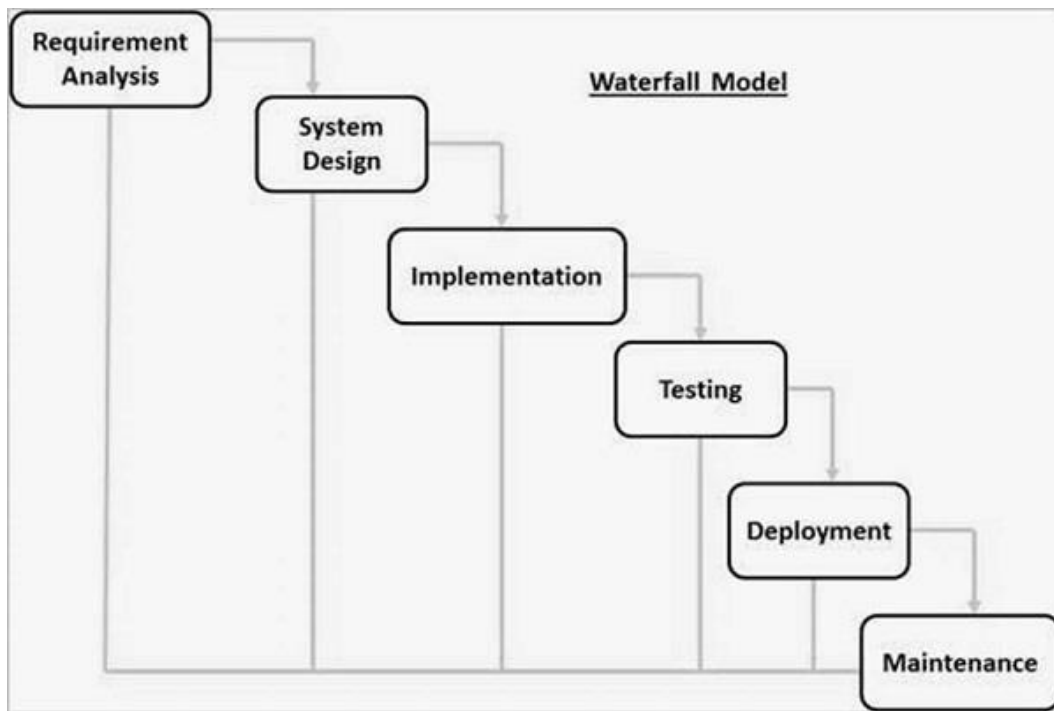 Requirement
Analysis
Waterfall Model
System
Design
Implementation
Testing
Deployment
Maintenance